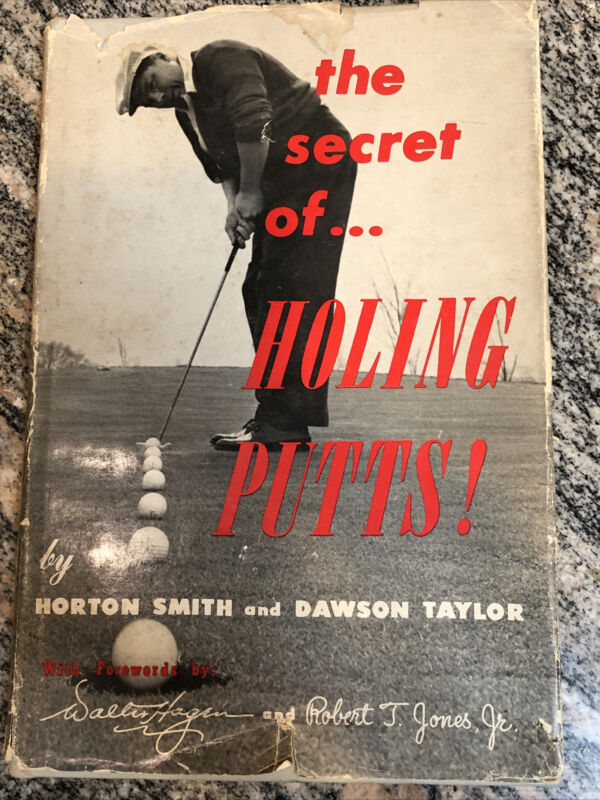 the
secret
of...
HOLING
PUTTS!
by
HORTON SMITH and DAWSON TAYLOR
With Forewords by:
Walter Hagen and Robert T. Jones, Jr.